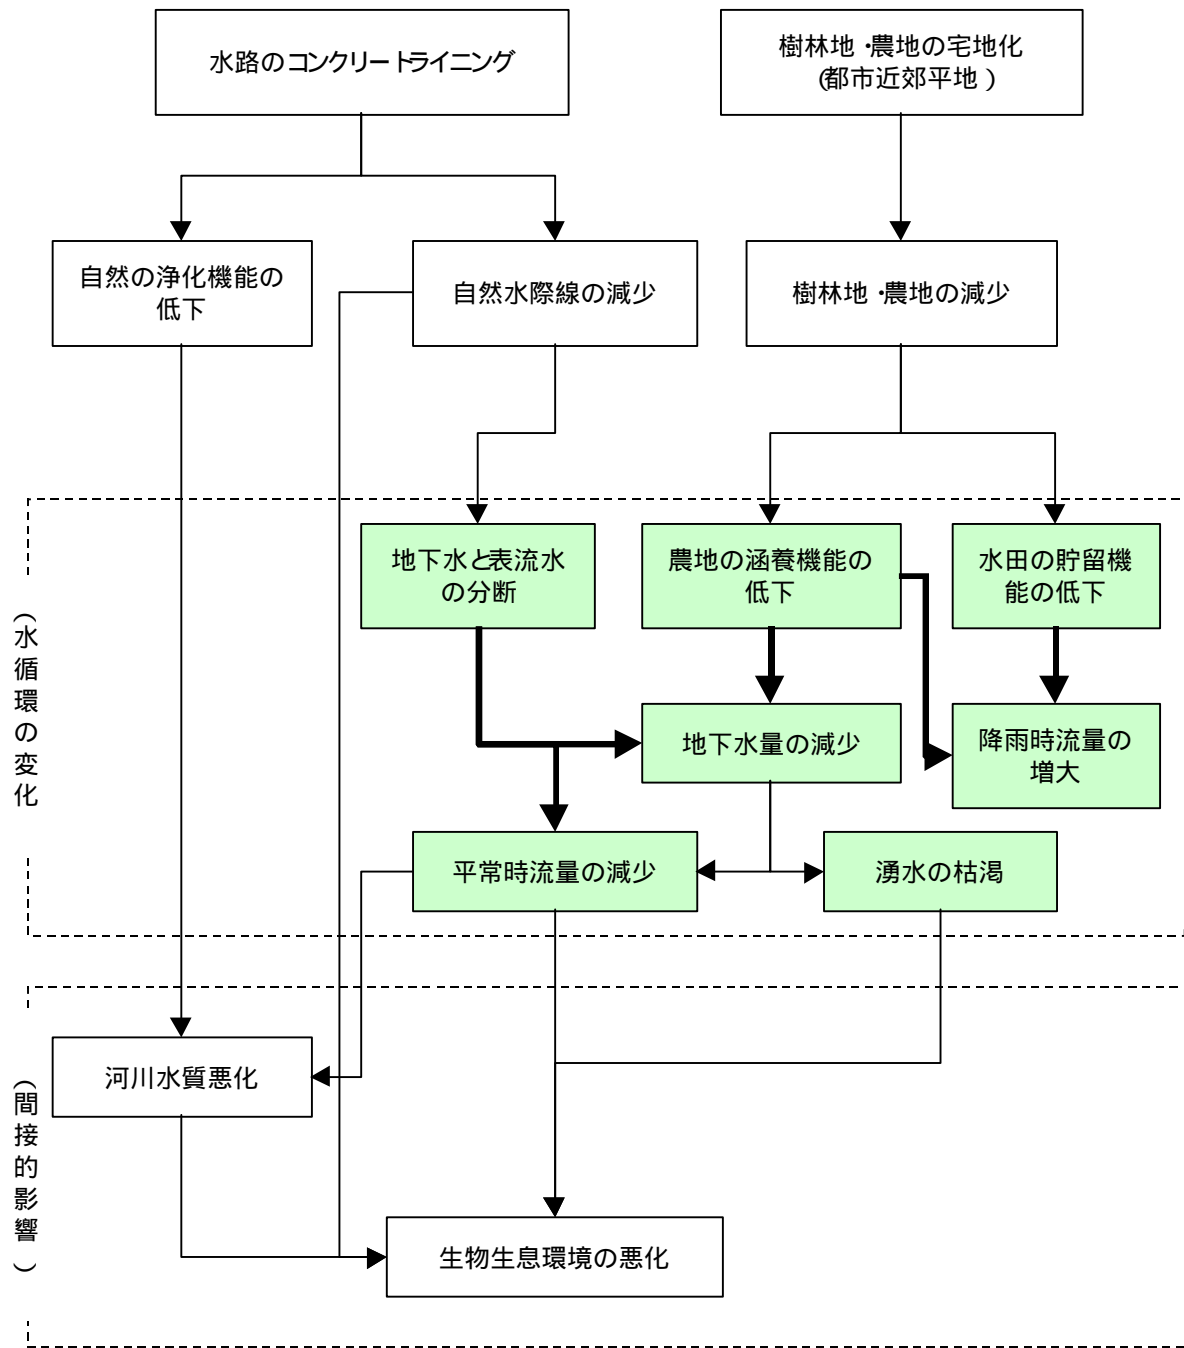 水路のコンクリートライニング
樹林地・農地の宅地化
(都市近郊平地)
自然の浄化機能の
低下
自然水際線の減少
樹林地・農地の減少
(水循環の変化
地下水と表流水
の分断
農地の涵養機能の
低下
水田の貯留機
能の低下
地下水量の減少
降雨時流量の
増大
平常時流量の減少
湧水の枯渇
(間接的影響)
河川水質悪化
生物生息環境の悪化